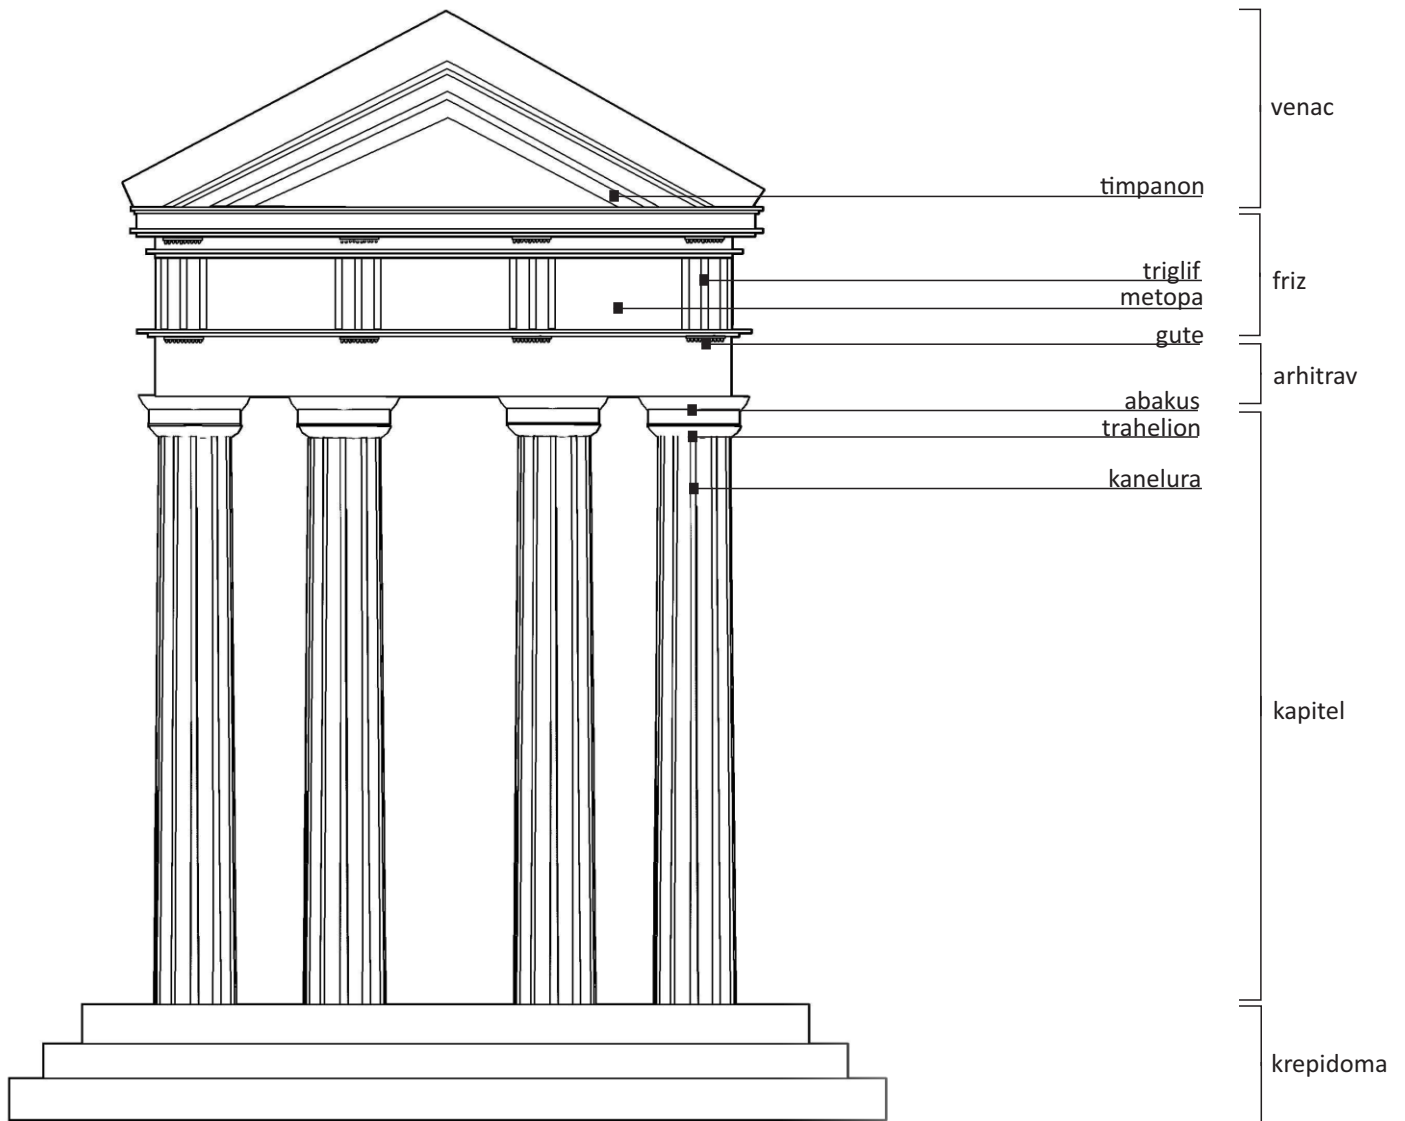 venac
timpanon
triglif
friz
metopa
gute
arhitrav
abakus
trahelion
kanelura
kapitel
krepidoma